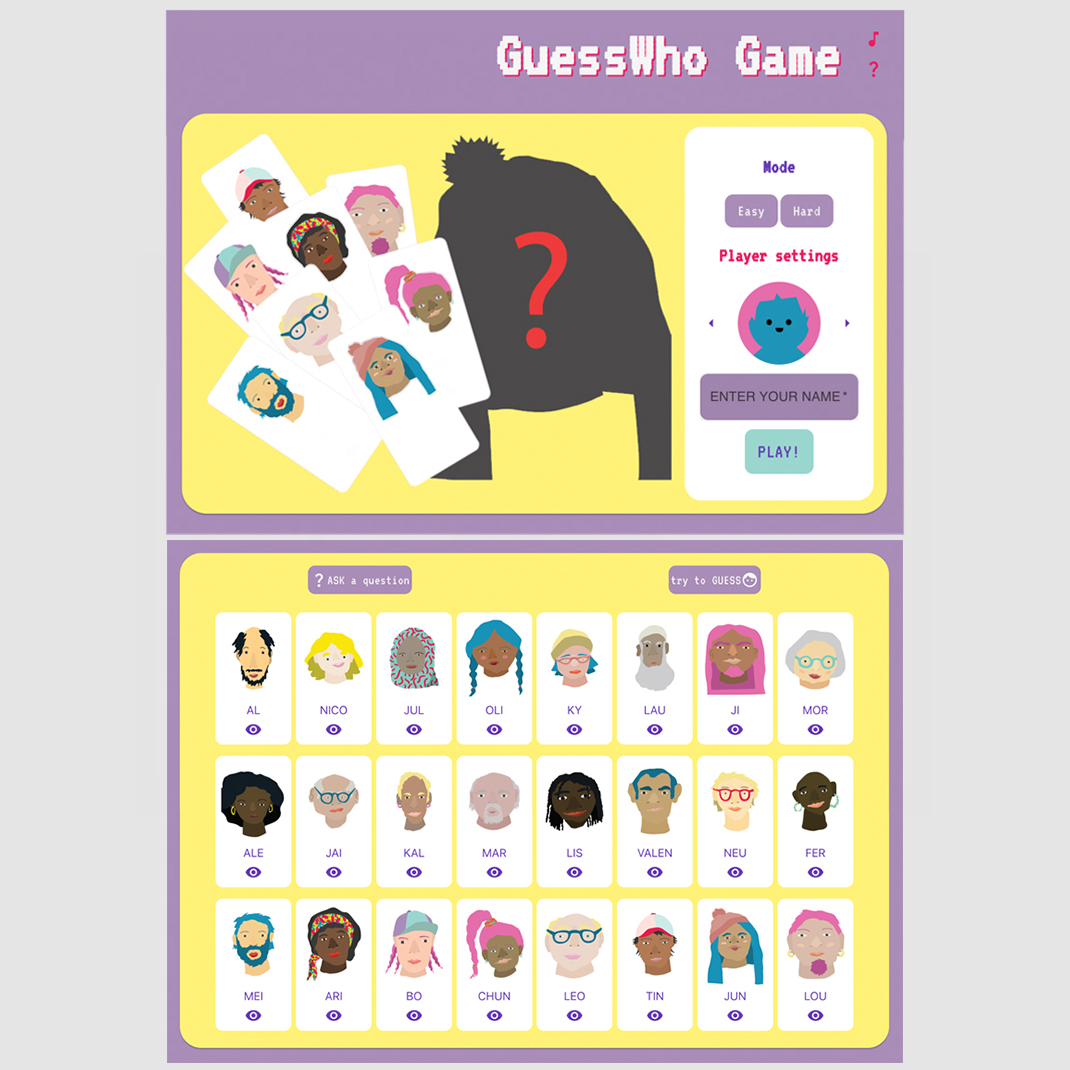 GuessWho Game
?
?
Mode
Easy Hard
Player settings
ENTER YOUR NAME*
PLAY!
? ASK a question
try to GUESS
AL NICO JUL OLI KY LAU JI MOR
ALE JAI KAL MAR LIS VALEN NEU FER
MEI ARI BO CHUN LEO TIN JUN LOU